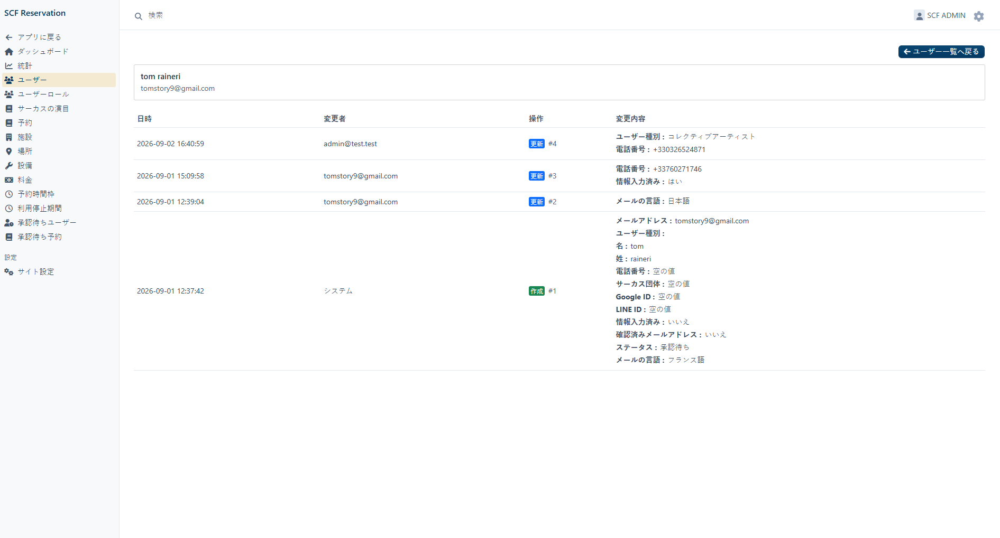 SCF Reservation
アプリに戻る
ダッシュボード
統計
ユーザー
ユーザーロール
サーカスの演目
予約
施設
場所
設備
料金
予約時間枠
利用停止期間
承認待ちユーザー
承認待ち予約
設定
サイト設定
検索
SCF ADMIN
ユーザー一覧へ戻る
tom raineri
tomstory9@gmail.com
日時 変更者 操作 変更内容
2026-09-02 16:40:59 admin@test.test 更新 #4
ユーザー種別： コレクティブアーティスト
電話番号： +330326524871
2026-09-01 15:09:58 tomstory9@gmail.com 更新 #3
電話番号： +33760271746
情報入力済み： はい
2026-09-01 12:39:04 tomstory9@gmail.com 更新 #2
メールの言語： 日本語
2026-09-01 12:37:42 システム 作成 #1
メールアドレス： tomstory9@gmail.com
ユーザー種別：
名： tom
姓： raineri
電話番号： 空の値
サーカス団体： 空の値
Google ID： 空の値
LINE ID： 空の値
情報入力済み： いいえ
確認済みメールアドレス： いいえ
ステータス： 承認待ち
メールの言語： フランス語